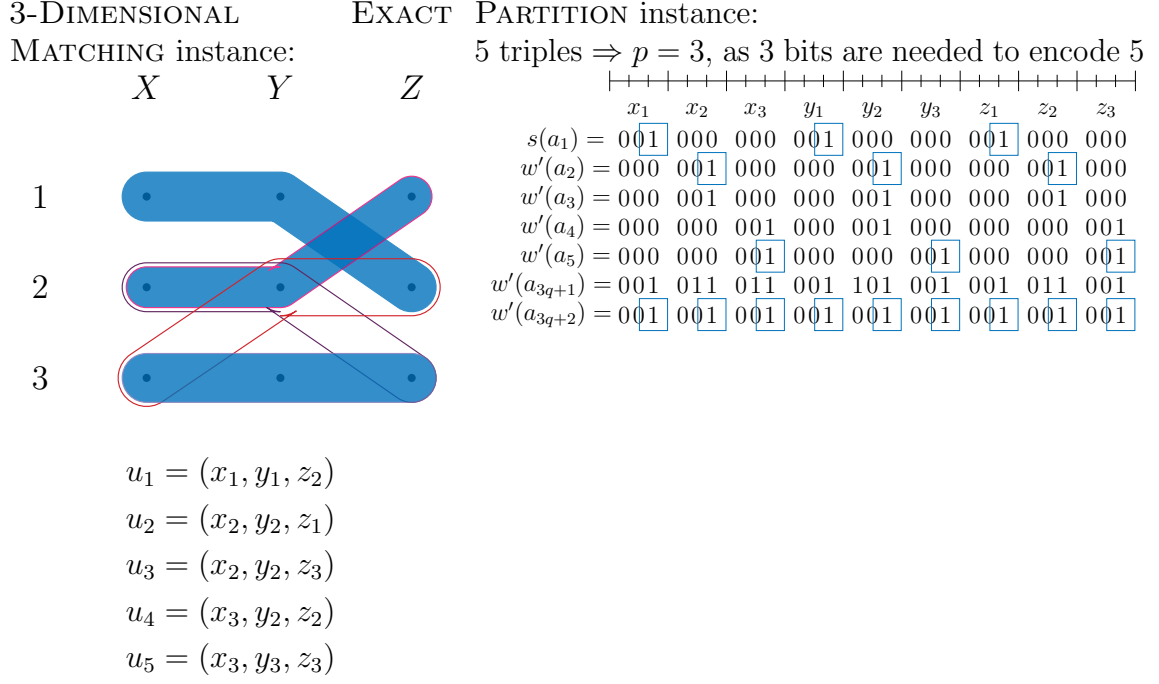 3-Dimensional Exact
Matching instance:
X Y Z
1
2
3
u₁ = (x₁, y₁, z₂)
u₂ = (x₂, y₂, z₁)
u₃ = (x₂, y₂, z₃)
u₄ = (x₃, y₂, z₂)
u₅ = (x₃, y₃, z₃)
Partition instance:
5 triples ⇒ p = 3, as 3 bits are needed to encode 5
x₁ x₂ x₃ y₁ y₂ y₃ z₁ z₂ z₃
s(a₁) = 001 000 000 001 000 000 001 000 000
w′(a₂) = 000 001 000 000 001 000 000 001 000
w′(a₃) = 000 001 000 000 001 000 000 001 000
w′(a₄) = 000 000 001 000 001 000 000 000 001
w′(a₅) = 000 000 001 000 000 001 000 000 001
w′(a_{3q+1}) = 001 011 011 001 101 001 001 011 001
w′(a_{3q+2}) = 001 001 001 001 001 001 001 001 001